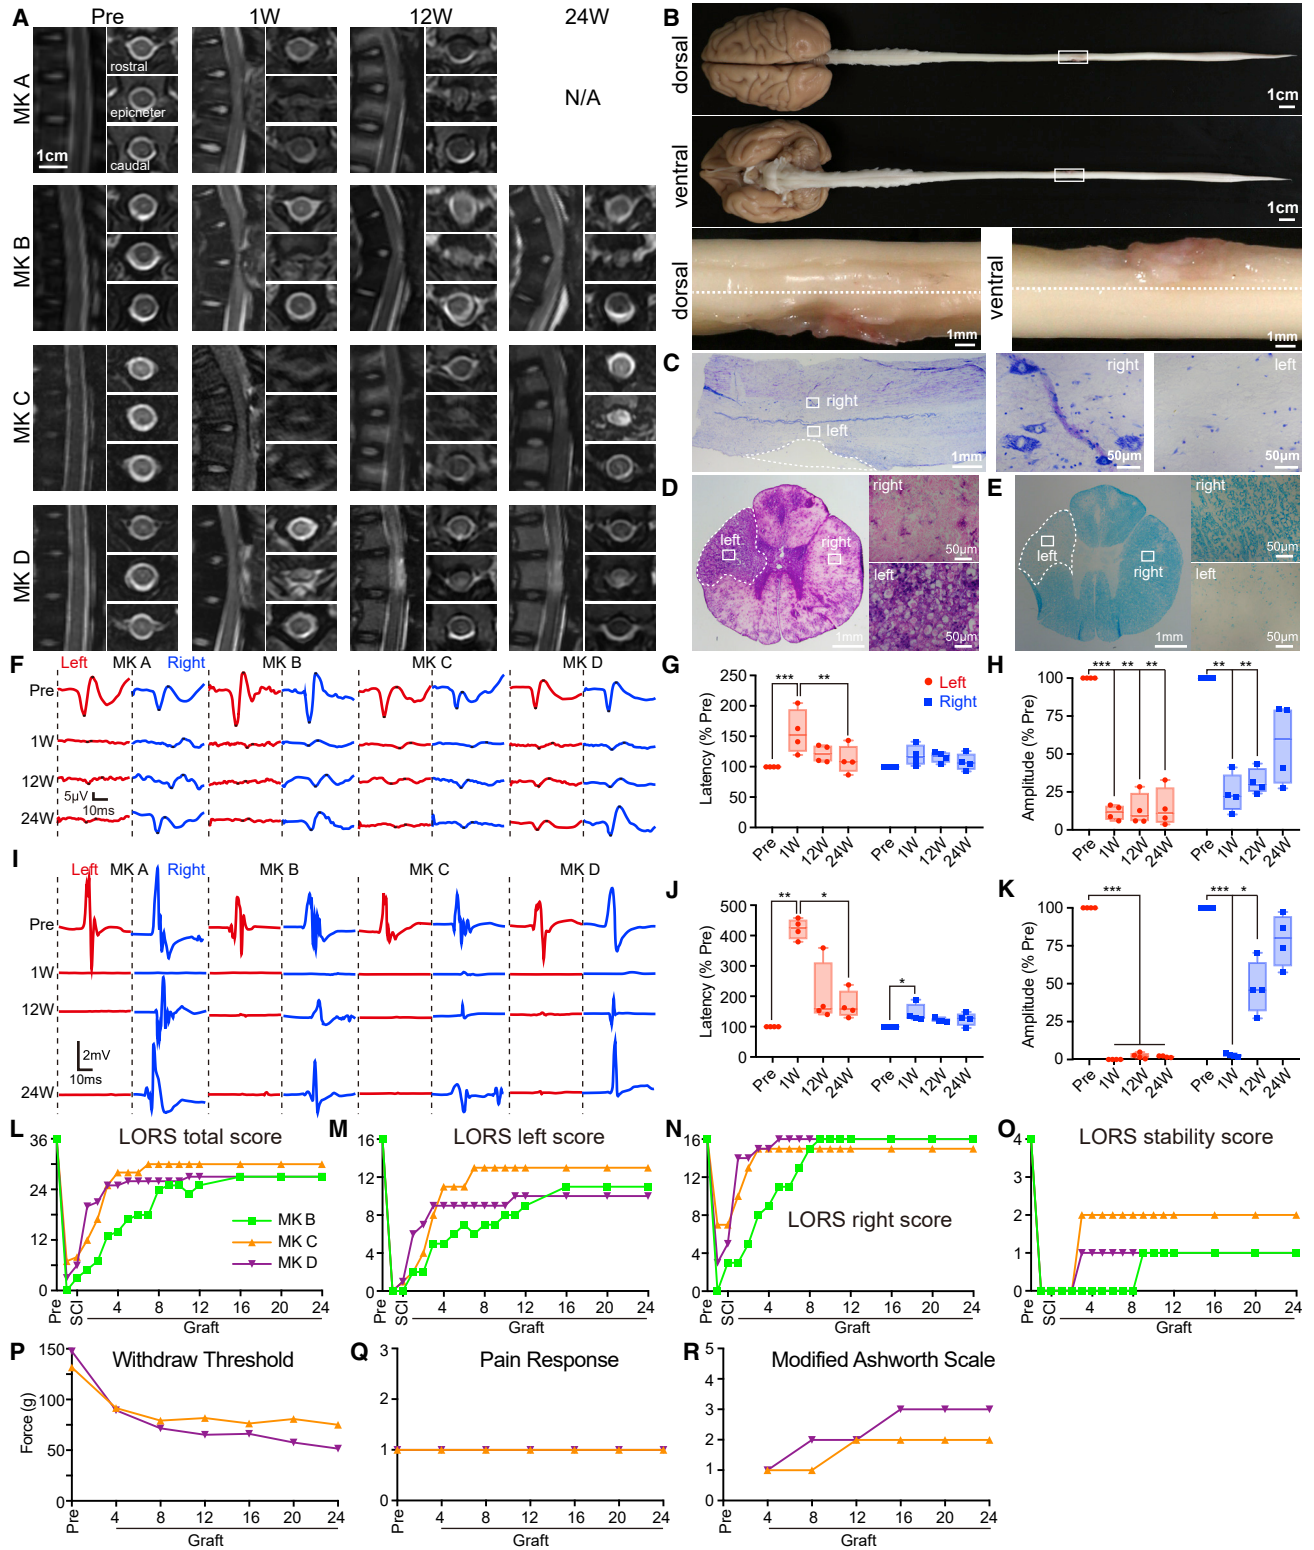 A
Pre
1W
12W
24W
MK A
rostral
epicneter
caudal
1cm
N/A
MK B
MK C
MK D
B
dorsal
1cm
ventral
1cm
dorsal
1mm
ventral
1mm
C
right
left
1mm
right
50μm
left
50μm
D
left
right
1mm
right
50μm
left
50μm
E
left
right
1mm
right
50μm
left
50μm
F
Left
MK A
Right
MK B
MK C
MK D
Pre
1W
12W
5μV
10ms
24W
G
Latency (% Pre)
250
200
150
100
50
0
*** **
Left
Right
Pre 1W 12W 24W Pre 1W 12W 24W
H
Amplitude (% Pre)
100
75
50
25
0
*** ** ** ** **
Pre 1W 12W 24W Pre 1W 12W 24W
I
Left
MK A
Right
MK B
MK C
MK D
Pre
1W
12W
2mV
10ms
24W
J
Latency (% Pre)
500
400
300
200
100
0
** * *
Pre 1W 12W 24W Pre 1W 12W 24W
K
Amplitude (% Pre)
100
75
50
25
0
*** *** *
Pre 1W 12W 24W Pre 1W 12W 24W
L
LORS total score
36
24
12
0
MK B
MK C
MK D
Pre SCI 4 8 12 16 20 24
Graft
M
LORS left score
16
12
8
4
0
Pre SCI 4 8 12 16 20 24
Graft
N
LORS right score
16
12
8
4
0
Pre SCI 4 8 12 16 20 24
Graft
O
LORS stability score
4
3
2
1
0
Pre SCI 4 8 12 16 20 24
Graft
P
Withdraw Threshold
Force (g)
150
100
50
0
Pre 4 8 12 16 20 24
Graft
Q
Pain Response
3
2
1
0
Pre 4 8 12 16 20 24
Graft
R
Modified Ashworth Scale
5
4
3
2
1
0
Pre 4 8 12 16 20 24
Graft